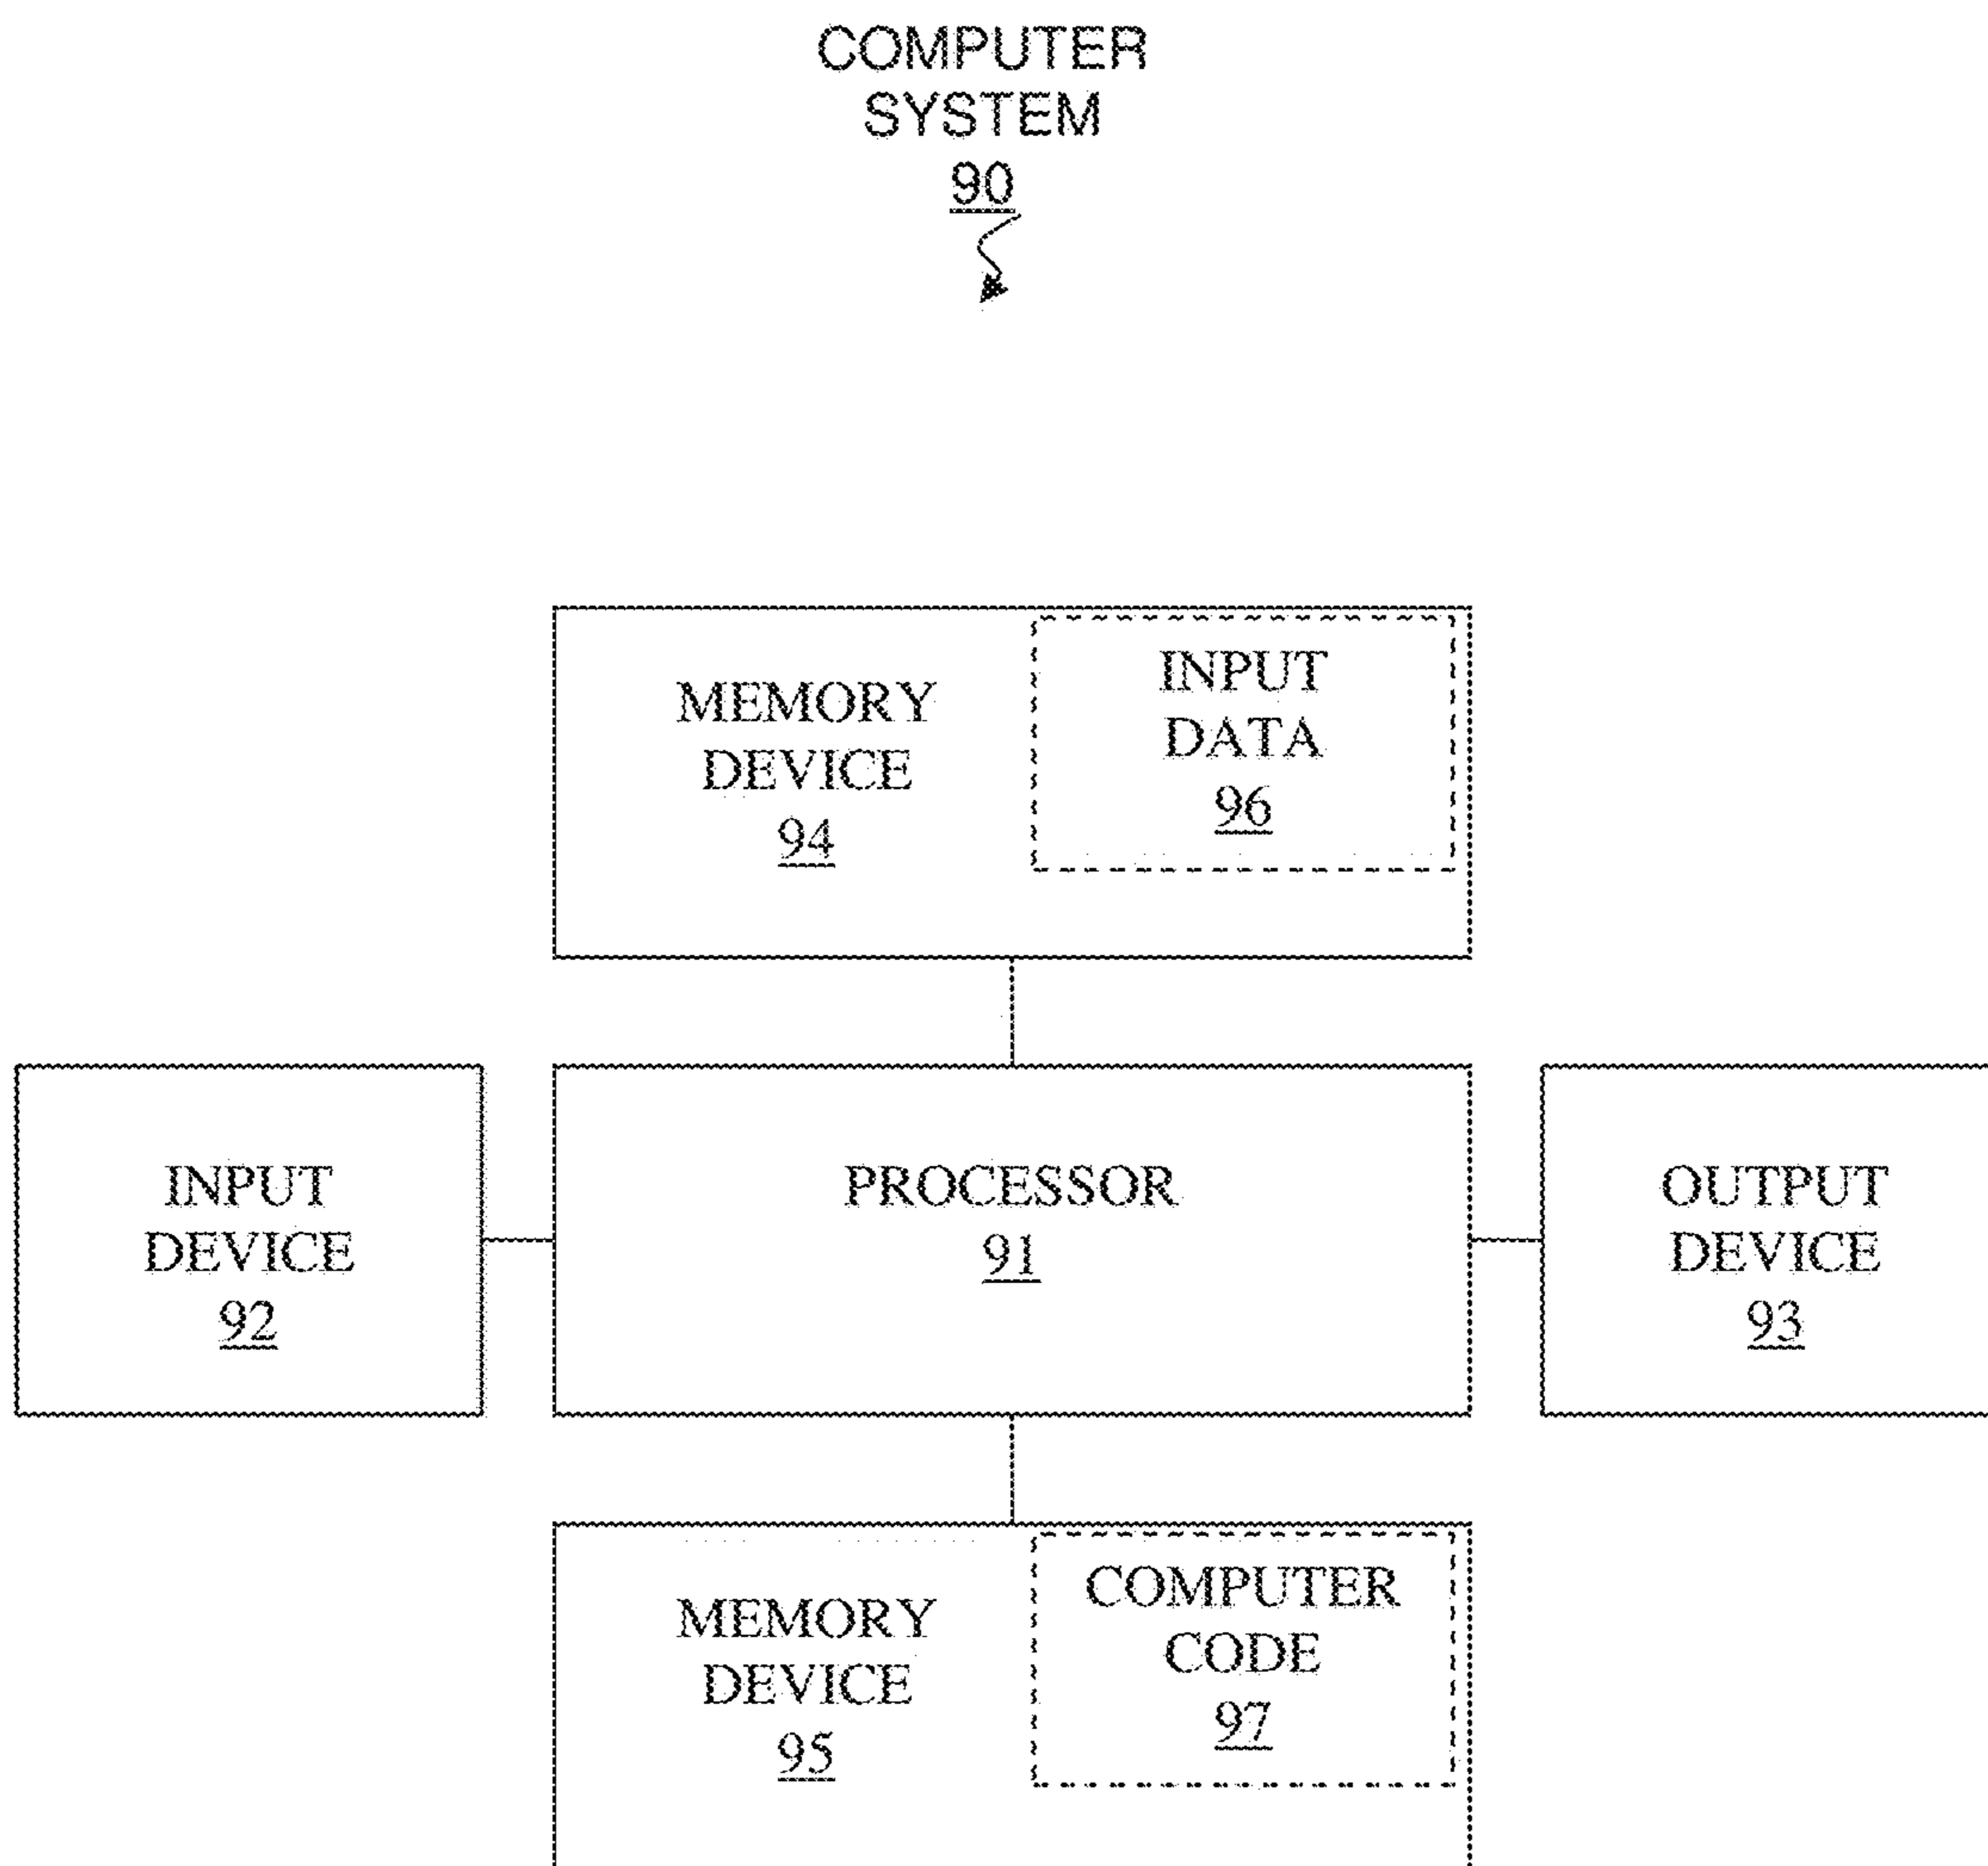 COMPUTER
SYSTEM
90
MEMORY
DEVICE
94
INPUT
DATA
96
INPUT
DEVICE
92
PROCESSOR
91
OUTPUT
DEVICE
93
MEMORY
DEVICE
95
COMPUTER
CODE
97